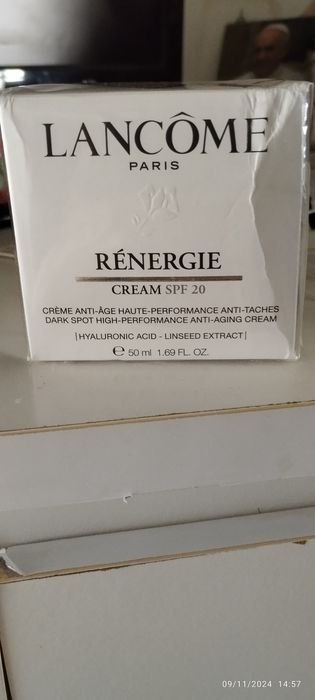 LANCÔME
PARIS
RÉNERGIE
CREAM SPF 20
CRÈME ANTI-ÂGE HAUTE-PERFORMANCE ANTI-TACHES
DARK SPOT HIGH-PERFORMANCE ANTI-AGING CREAM
|HYALURONIC ACID - LINSEED EXTRACT|
℮ 50 ml 1.69 FL. OZ.
09/11/2024 14:57